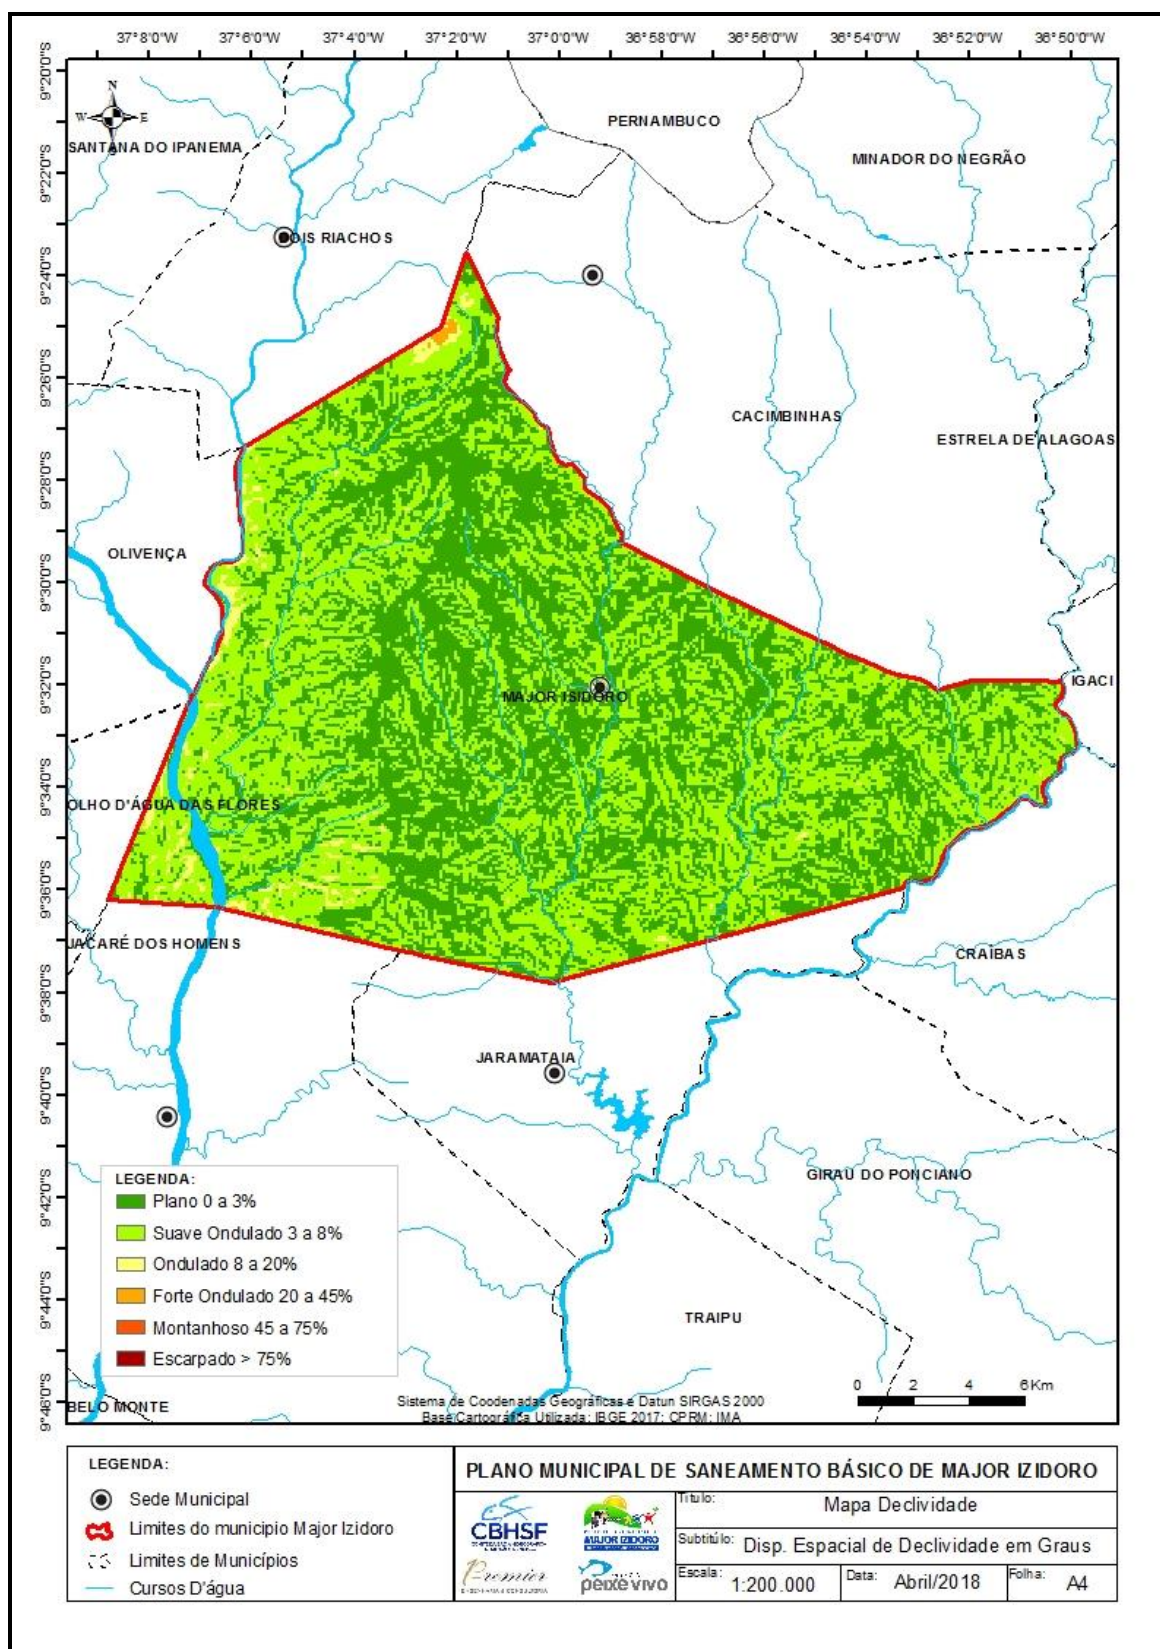 37°8'0"W 37°6'0"W 37°4'0"W 37°2'0"W 37°0'0"W 36°58'0"W 36°56'0"W 36°54'0"W 36°52'0"W 36°50'0"W
9°20'0"S
9°22'0"S
9°24'0"S
9°26'0"S
9°28'0"S
9°30'0"S
9°32'0"S
9°34'0"S
9°36'0"S
9°38'0"S
9°40'0"S
9°42'0"S
9°44'0"S
9°46'0"S
N
W E
PERNAMBUCO
SANTANA DO IPANEMA
MINADOR DO NEGRÃO
OIS RIACHOS
CACIMBINHAS
ESTRELA DE ALAGOAS
OLIVENÇA
IGACI
MAJOR ISIDORO
OLHO D'ÁGUA DAS FLORES
JACARÉ DOS HOMENS
CRAÍBAS
JARAMATAIA
GIRAU DO PONCIANO
LEGENDA:
Plano 0 a 3%
Suave Ondulado 3 a 8%
Ondulado 8 a 20%
Forte Ondulado 20 a 45%
Montanhoso 45 a 75%
Escarpado > 75%
TRAIPU
BELO MONTE
0 2 4 6 Km
Sistema de Coodenadas Geográficas e Datun SIRGAS 2000
Base Cartográfica Utilizada: IBGE 2017; CPRM; IMA
LEGENDA:
Sede Municipal
Limites do municipio Major Izidoro
Limites de Municípios
Cursos D'água
PLANO MUNICIPAL DE SANEAMENTO BÁSICO DE MAJOR IZIDORO
CBHSF
MAJOR IZIDORO
Premier
ENGENHARIA & CONSULTORIA
peixe vivo
Título: Mapa Declividade
Subtitúlo: Disp. Espacial de Declividade em Graus
Escala: 1:200.000
Data: Abril/2018
Folha: A4